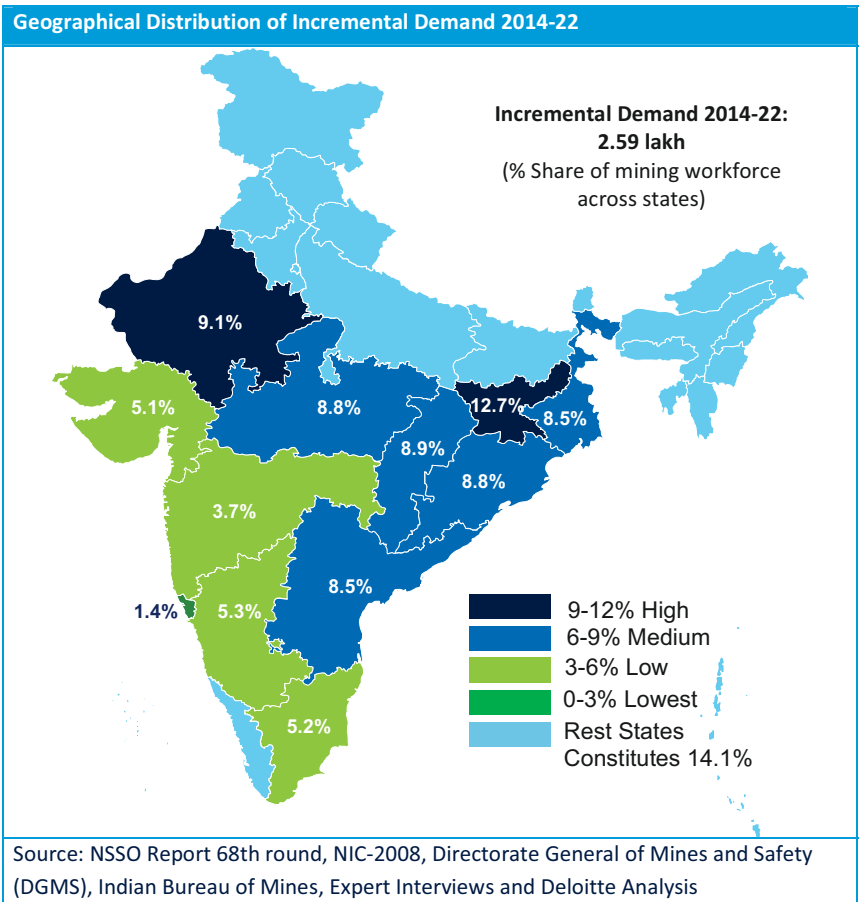 Geographical Distribution of Incremental Demand 2014-22
Incremental Demand 2014-22:
2.59 lakh
(% Share of mining workforce
across states)
9.1%
5.1%
8.8%
12.7%
8.5%
8.9%
8.8%
3.7%
8.5%
1.4%
5.3%
5.2%
9-12% High
6-9% Medium
3-6% Low
0-3% Lowest
Rest States
Constitutes 14.1%
Source: NSSO Report 68th round, NIC-2008, Directorate General of Mines and Safety
(DGMS), Indian Bureau of Mines, Expert Interviews and Deloitte Analysis